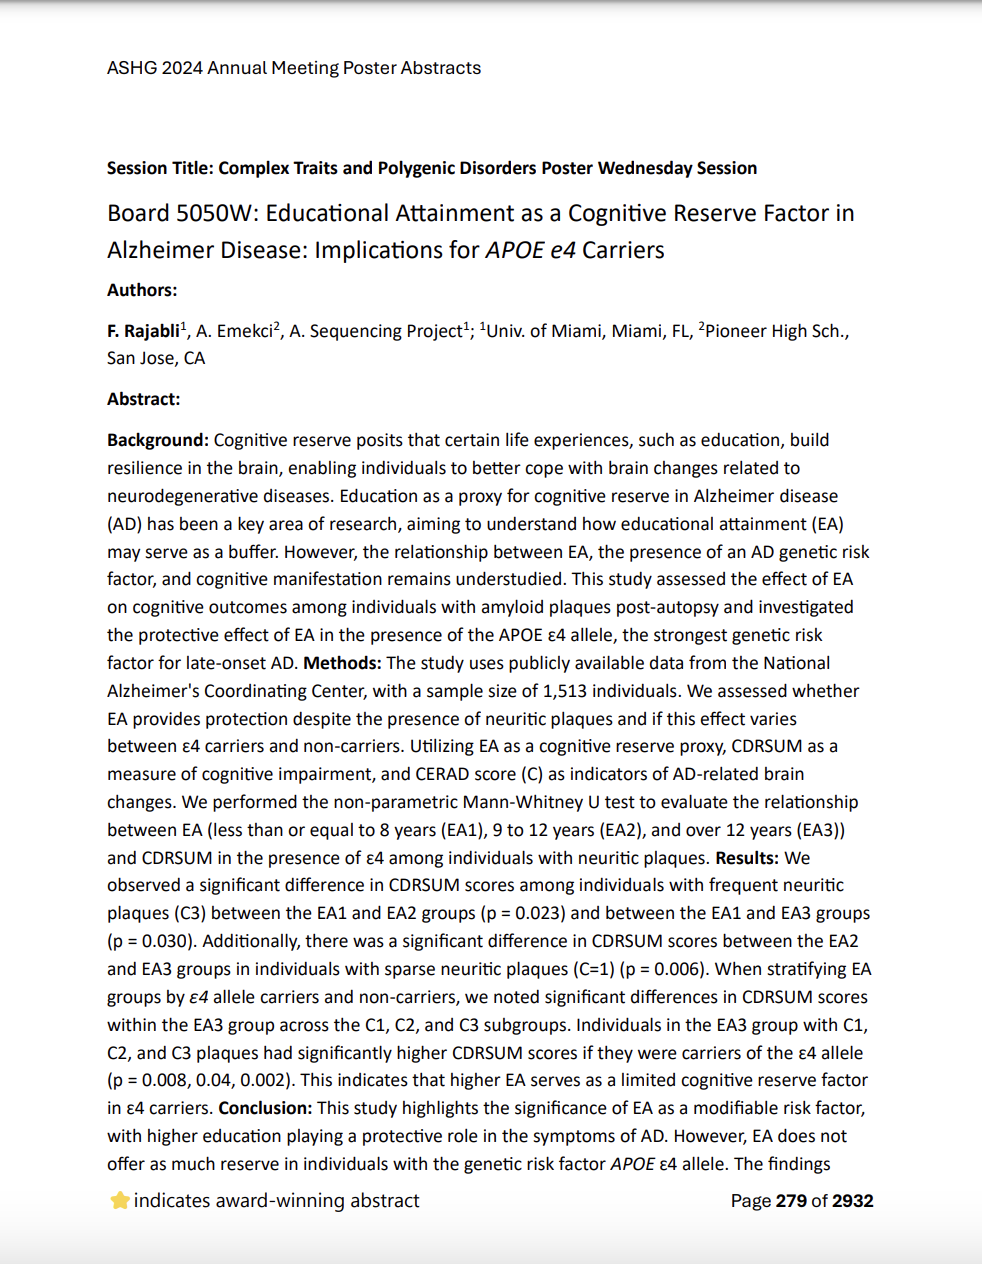 ASHG 2024 Annual Meeting Poster Abstracts
Session Title: Complex Traits and Polygenic Disorders Poster Wednesday Session
Board 5050W: Educational Attainment as a Cognitive Reserve Factor in
Alzheimer Disease: Implications for APOE e4 Carriers
Authors:
F. Rajabli¹, A. Emekci², A. Sequencing Project¹; ¹Univ. of Miami, Miami, FL, ²Pioneer High Sch.,
San Jose, CA
Abstract:
Background: Cognitive reserve posits that certain life experiences, such as education, build
resilience in the brain, enabling individuals to better cope with brain changes related to
neurodegenerative diseases. Education as a proxy for cognitive reserve in Alzheimer disease
(AD) has been a key area of research, aiming to understand how educational attainment (EA)
may serve as a buffer. However, the relationship between EA, the presence of an AD genetic risk
factor, and cognitive manifestation remains understudied. This study assessed the effect of EA
on cognitive outcomes among individuals with amyloid plaques post-autopsy and investigated
the protective effect of EA in the presence of the APOE ε4 allele, the strongest genetic risk
factor for late-onset AD. Methods: The study uses publicly available data from the National
Alzheimer's Coordinating Center, with a sample size of 1,513 individuals. We assessed whether
EA provides protection despite the presence of neuritic plaques and if this effect varies
between ε4 carriers and non-carriers. Utilizing EA as a cognitive reserve proxy, CDRSUM as a
measure of cognitive impairment, and CERAD score (C) as indicators of AD-related brain
changes. We performed the non-parametric Mann-Whitney U test to evaluate the relationship
between EA (less than or equal to 8 years (EA1), 9 to 12 years (EA2), and over 12 years (EA3))
and CDRSUM in the presence of ε4 among individuals with neuritic plaques. Results: We
observed a significant difference in CDRSUM scores among individuals with frequent neuritic
plaques (C3) between the EA1 and EA2 groups (p = 0.023) and between the EA1 and EA3 groups
(p = 0.030). Additionally, there was a significant difference in CDRSUM scores between the EA2
and EA3 groups in individuals with sparse neuritic plaques (C=1) (p = 0.006). When stratifying EA
groups by ε4 allele carriers and non-carriers, we noted significant differences in CDRSUM scores
within the EA3 group across the C1, C2, and C3 subgroups. Individuals in the EA3 group with C1,
C2, and C3 plaques had significantly higher CDRSUM scores if they were carriers of the ε4 allele
(p = 0.008, 0.04, 0.002). This indicates that higher EA serves as a limited cognitive reserve factor
in ε4 carriers. Conclusion: This study highlights the significance of EA as a modifiable risk factor,
with higher education playing a protective role in the symptoms of AD. However, EA does not
offer as much reserve in individuals with the genetic risk factor APOE ε4 allele. The findings
indicates award-winning abstract
Page 279 of 2932